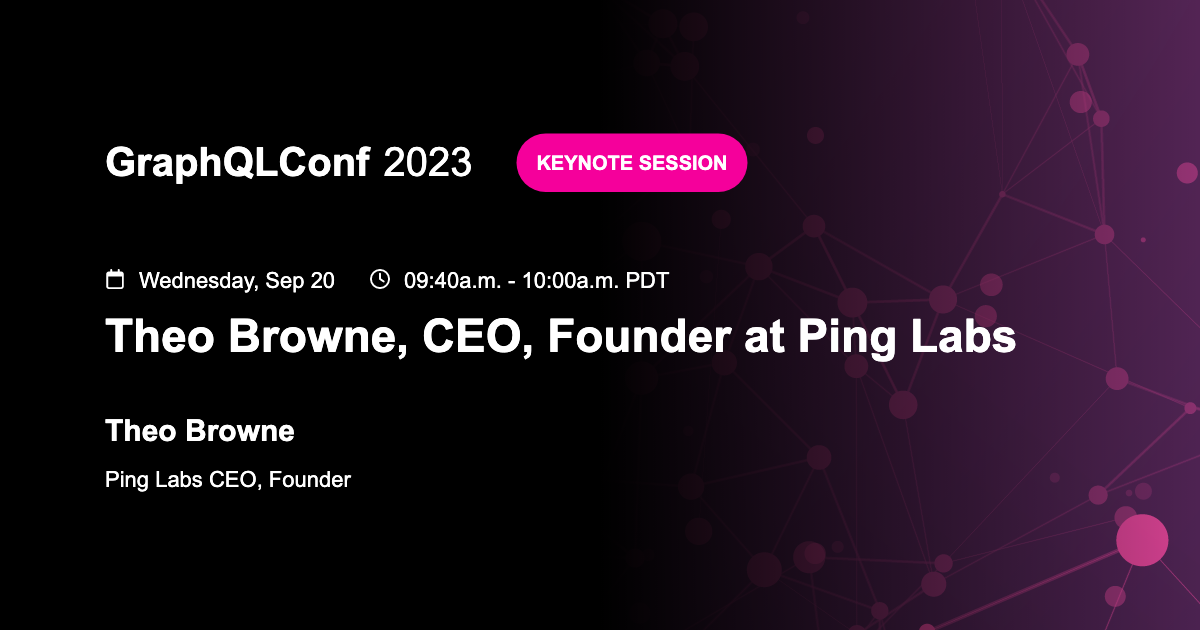 GraphQLConf 2023
KEYNOTE SESSION
Wednesday, Sep 20
09:40a.m. - 10:00a.m. PDT
Theo Browne, CEO, Founder at Ping Labs
Theo Browne
Ping Labs CEO, Founder